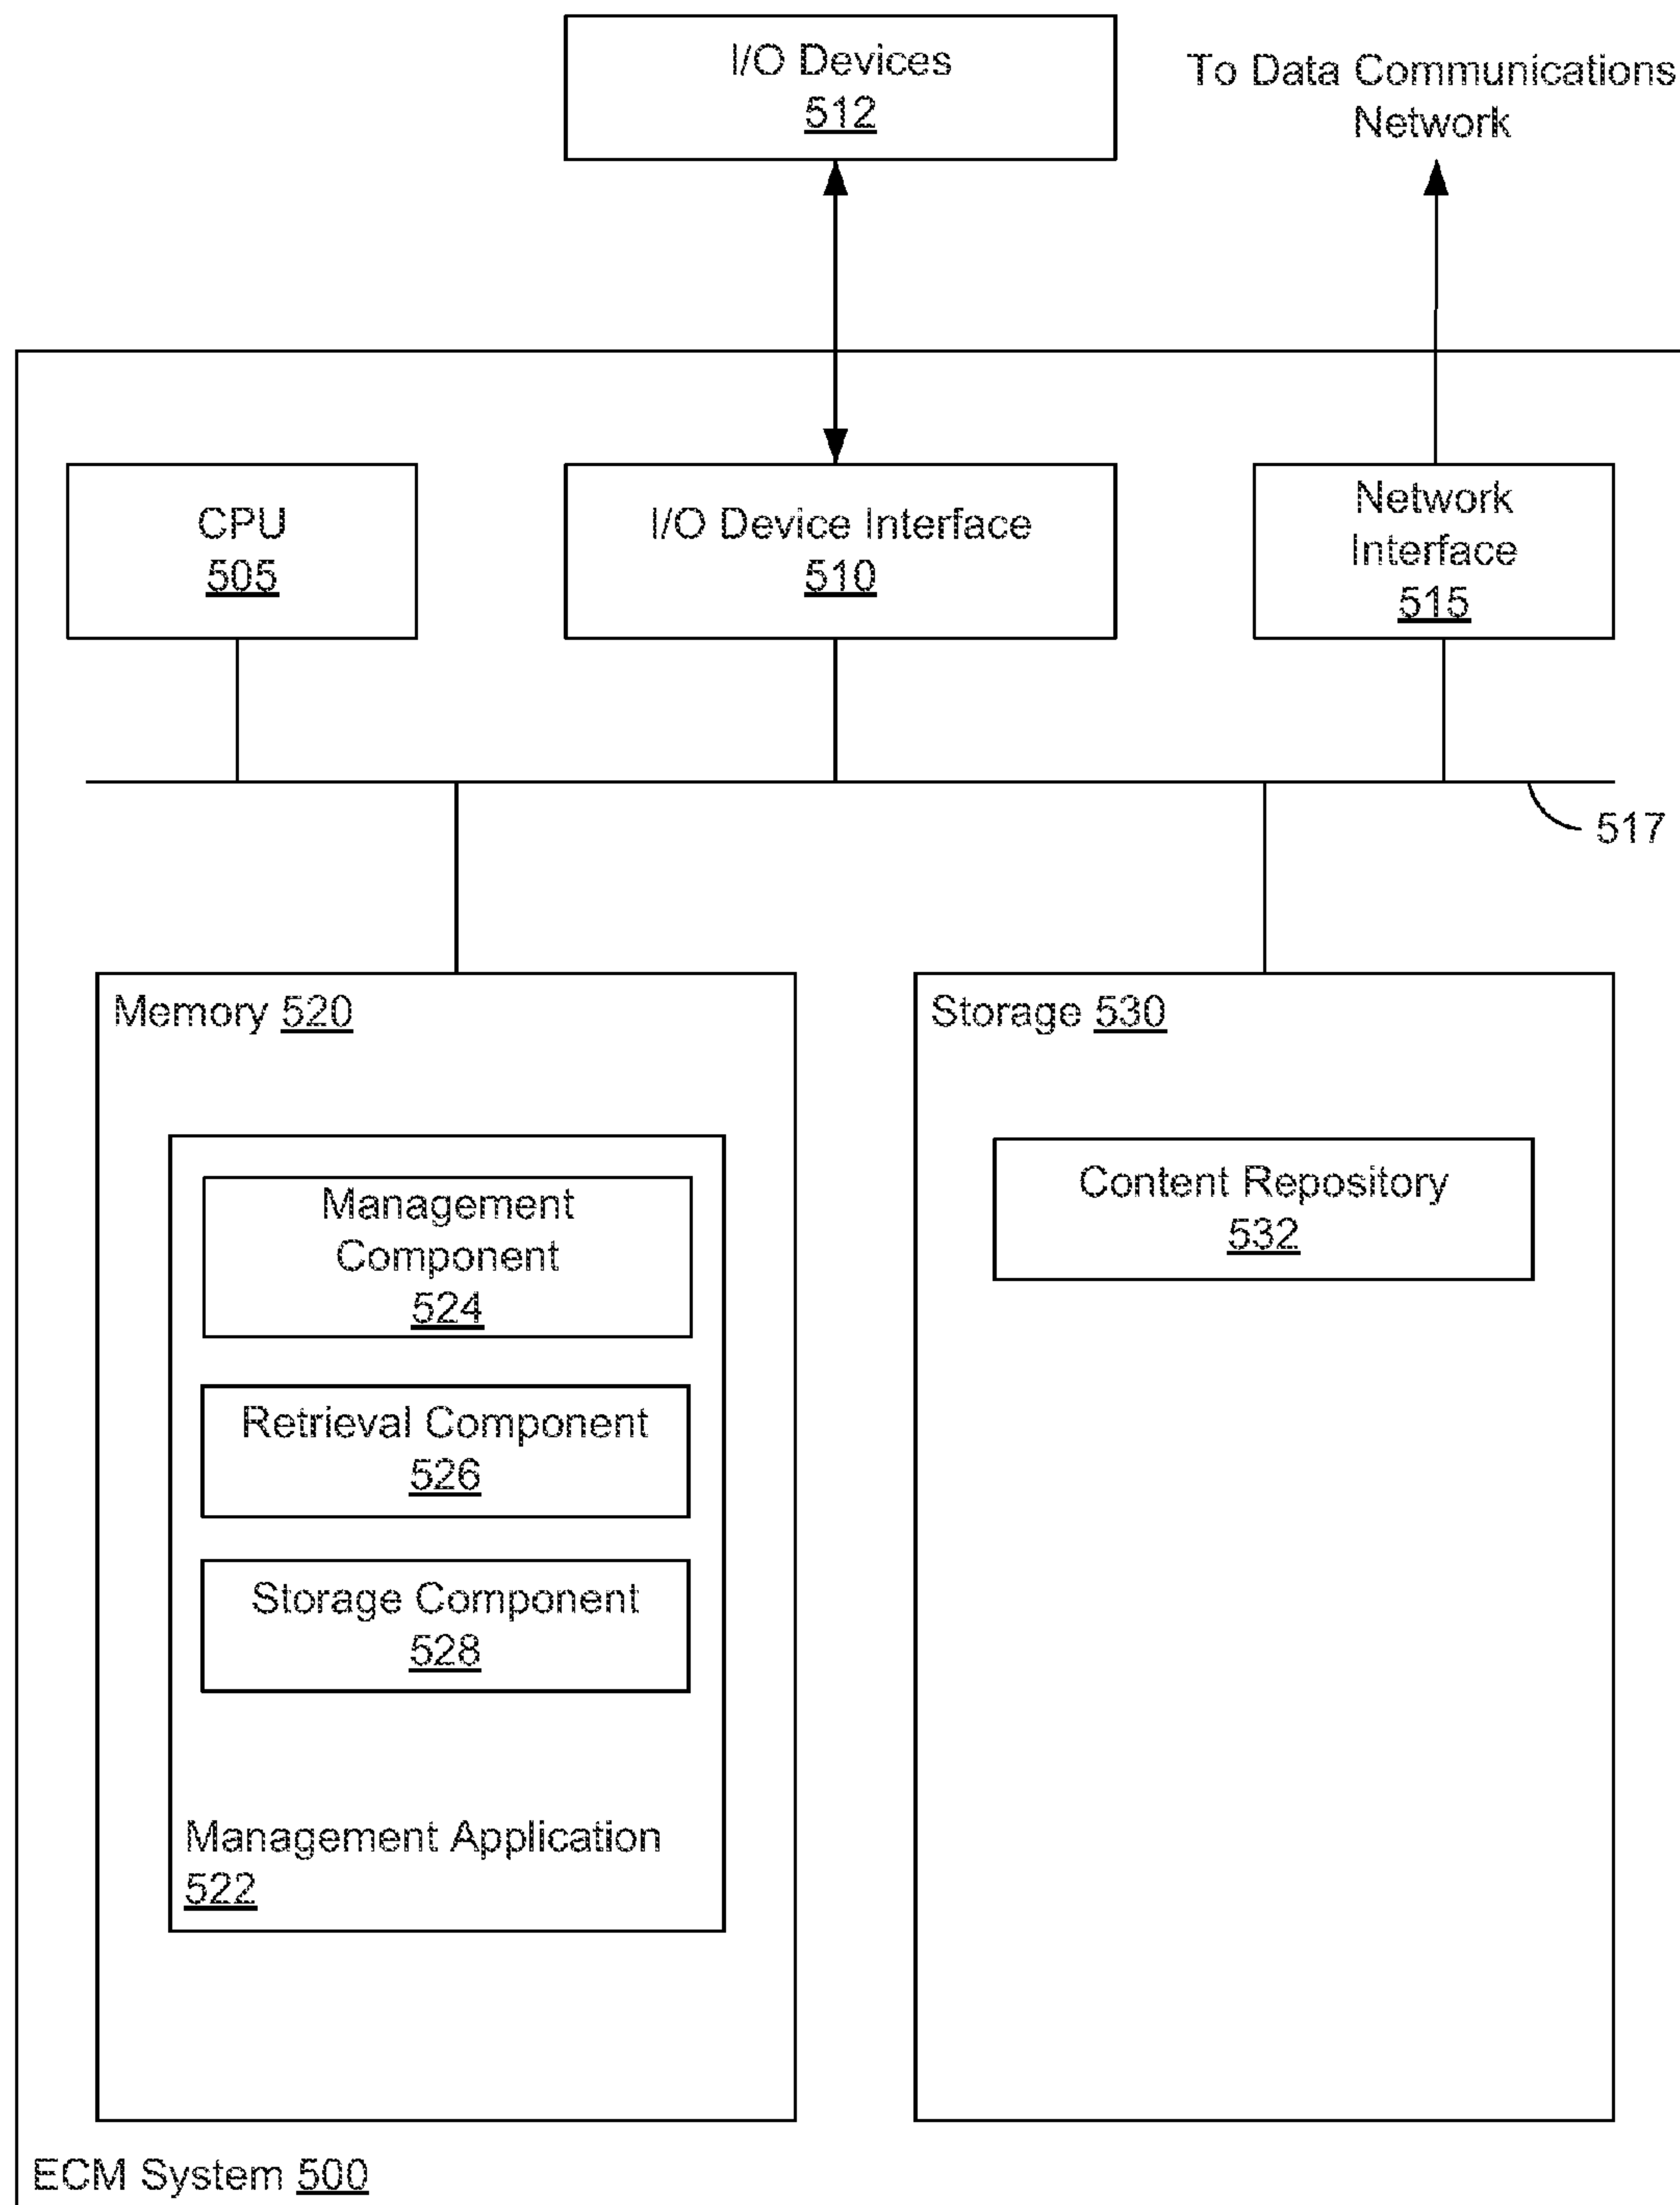 I/O Devices
512
To Data Communications
Network
CPU
505
I/O Device Interface
510
Network
Interface
515
517
Memory 520
Management
Component
524
Retrieval Component
526
Storage Component
528
Management Application
522
Storage 530
Content Repository
532
ECM System 500